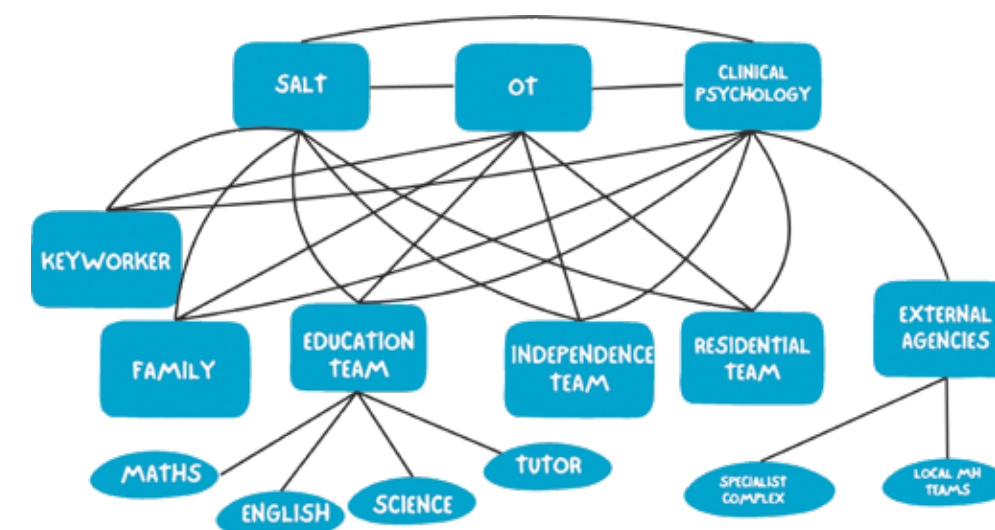 SALT
OT
CLINICAL
PSYCHOLOGY
KEYWORKER
FAMILY
EDUCATION
TEAM
INDEPENDENCE
TEAM
RESIDENTIAL
TEAM
EXTERNAL
AGENCIES
MATHS
ENGLISH
SCIENCE
TUTOR
SPECIALIST
COMPLEX
LOCAL MH
TEAMS